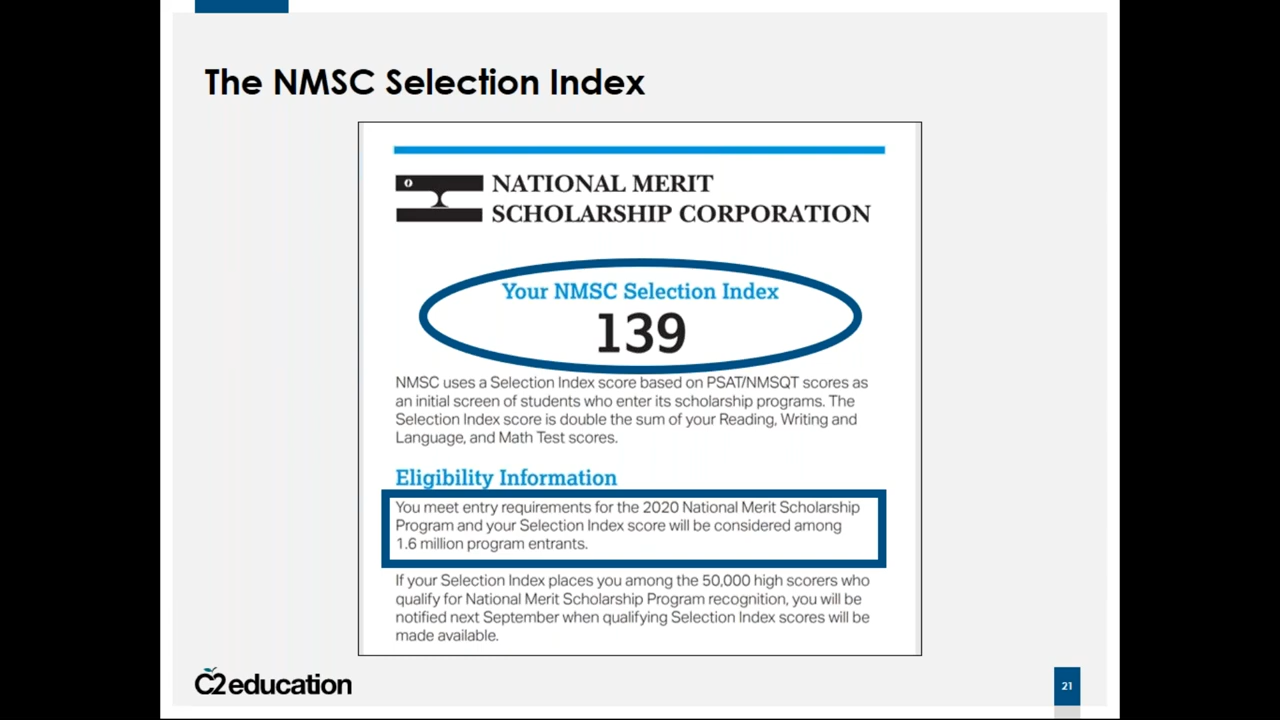 The NMSC Selection Index
NATIONAL MERIT
SCHOLARSHIP CORPORATION
Your NMSC Selection Index
139
NMSC uses a Selection Index score based on PSAT/NMSQT scores as
an initial screen of students who enter its scholarship programs. The
Selection Index score is double the sum of your Reading, Writing and
Language, and Math Test scores.
Eligibility Information
You meet entry requirements for the 2020 National Merit Scholarship
Program and your Selection Index score will be considered among
1.6 million program entrants.
If your Selection Index places you among the 50,000 high scorers who
qualify for National Merit Scholarship Program recognition, you will be
notified next September when qualifying Selection Index scores will be
made available.
C2education
21